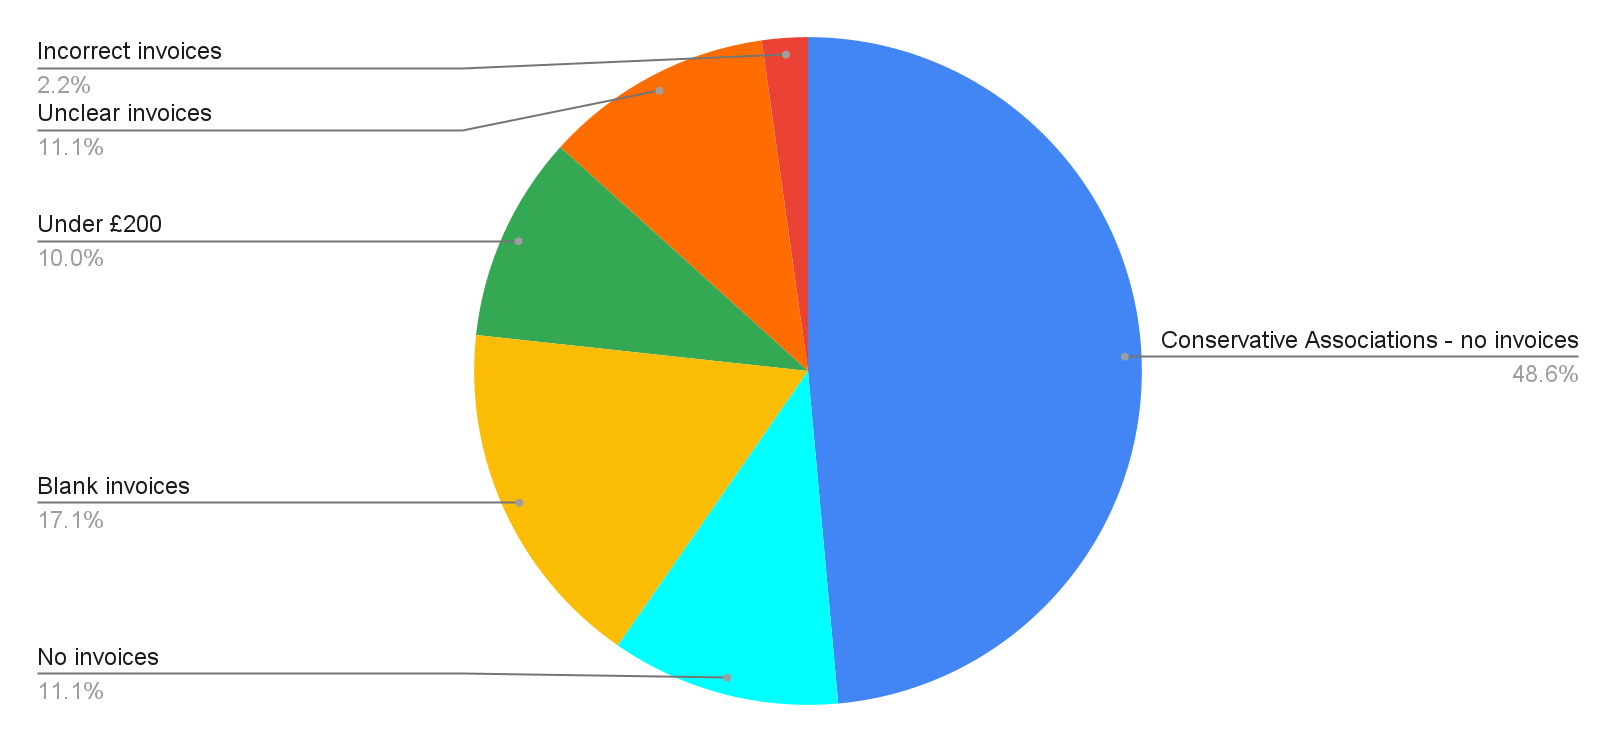 Incorrect invoices
2.2%
Unclear invoices
11.1%
Under £200
10.0%
Blank invoices
17.1%
No invoices
11.1%
Conservative Associations - no invoices
48.6%